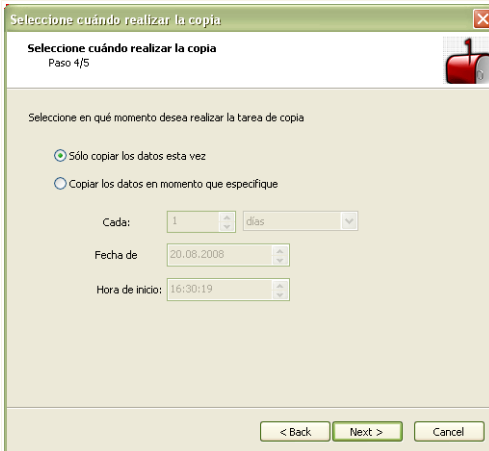 Seleccione cuándo realizar la copia
Seleccione cuándo realizar la copia
Paso 4/5
Seleccione en qué momento desea realizar la tarea de copia
Sólo copiar los datos esta vez
Copiar los datos en momento que especifique
Cada: 1 días
Fecha de 20.08.2008
Hora de inicio: 16:30:19
< Back Next > Cancel